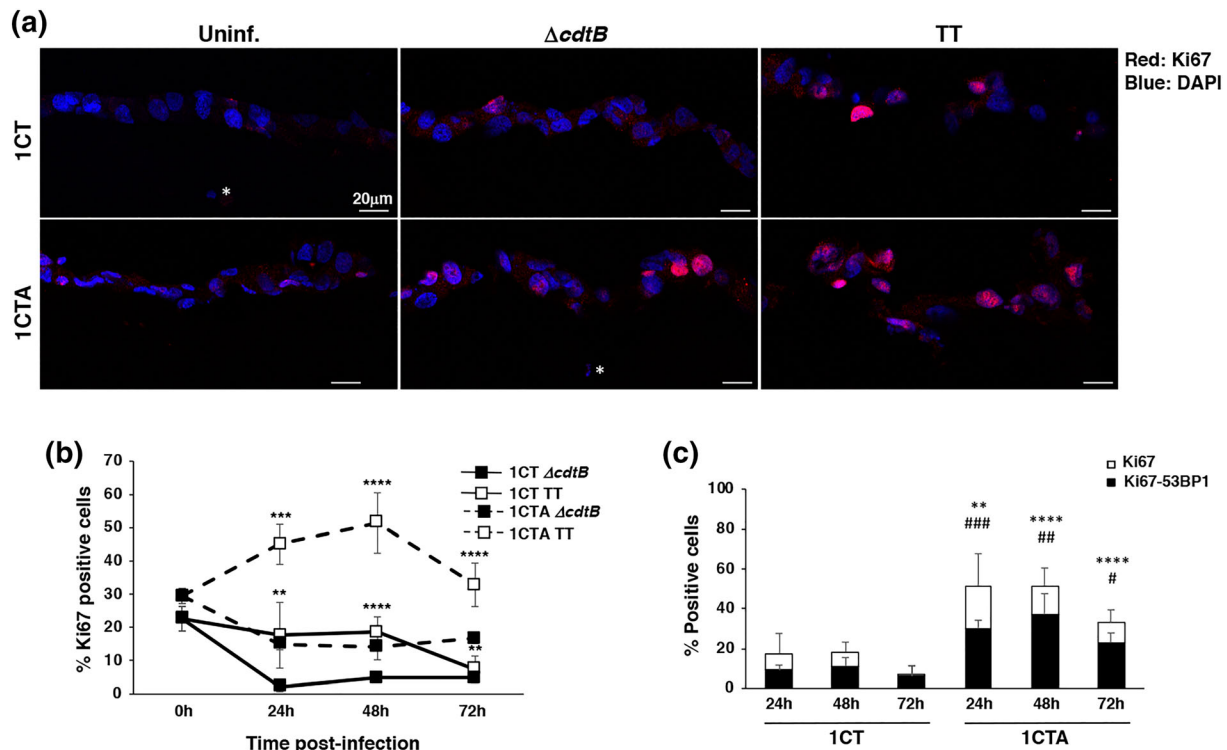 (a)
Uninf.
ΔcdtB
TT
Red: Ki67
Blue: DAPI
1CT
*
20μm
1CTA
*
(b)
70
60
50
40
30
20
10
0
% Ki67 positive cells
***
****
****
**
****
**
1CT ΔcdtB
1CT TT
1CTA ΔcdtB
1CTA TT
0h
24h
48h
72h
Time post-infection
(c)
Ki67
Ki67-53BP1
100
80
60
40
20
0
% Positive cells
**
###
****
##
****
#
24h
48h
72h
24h
48h
72h
1CT
1CTA